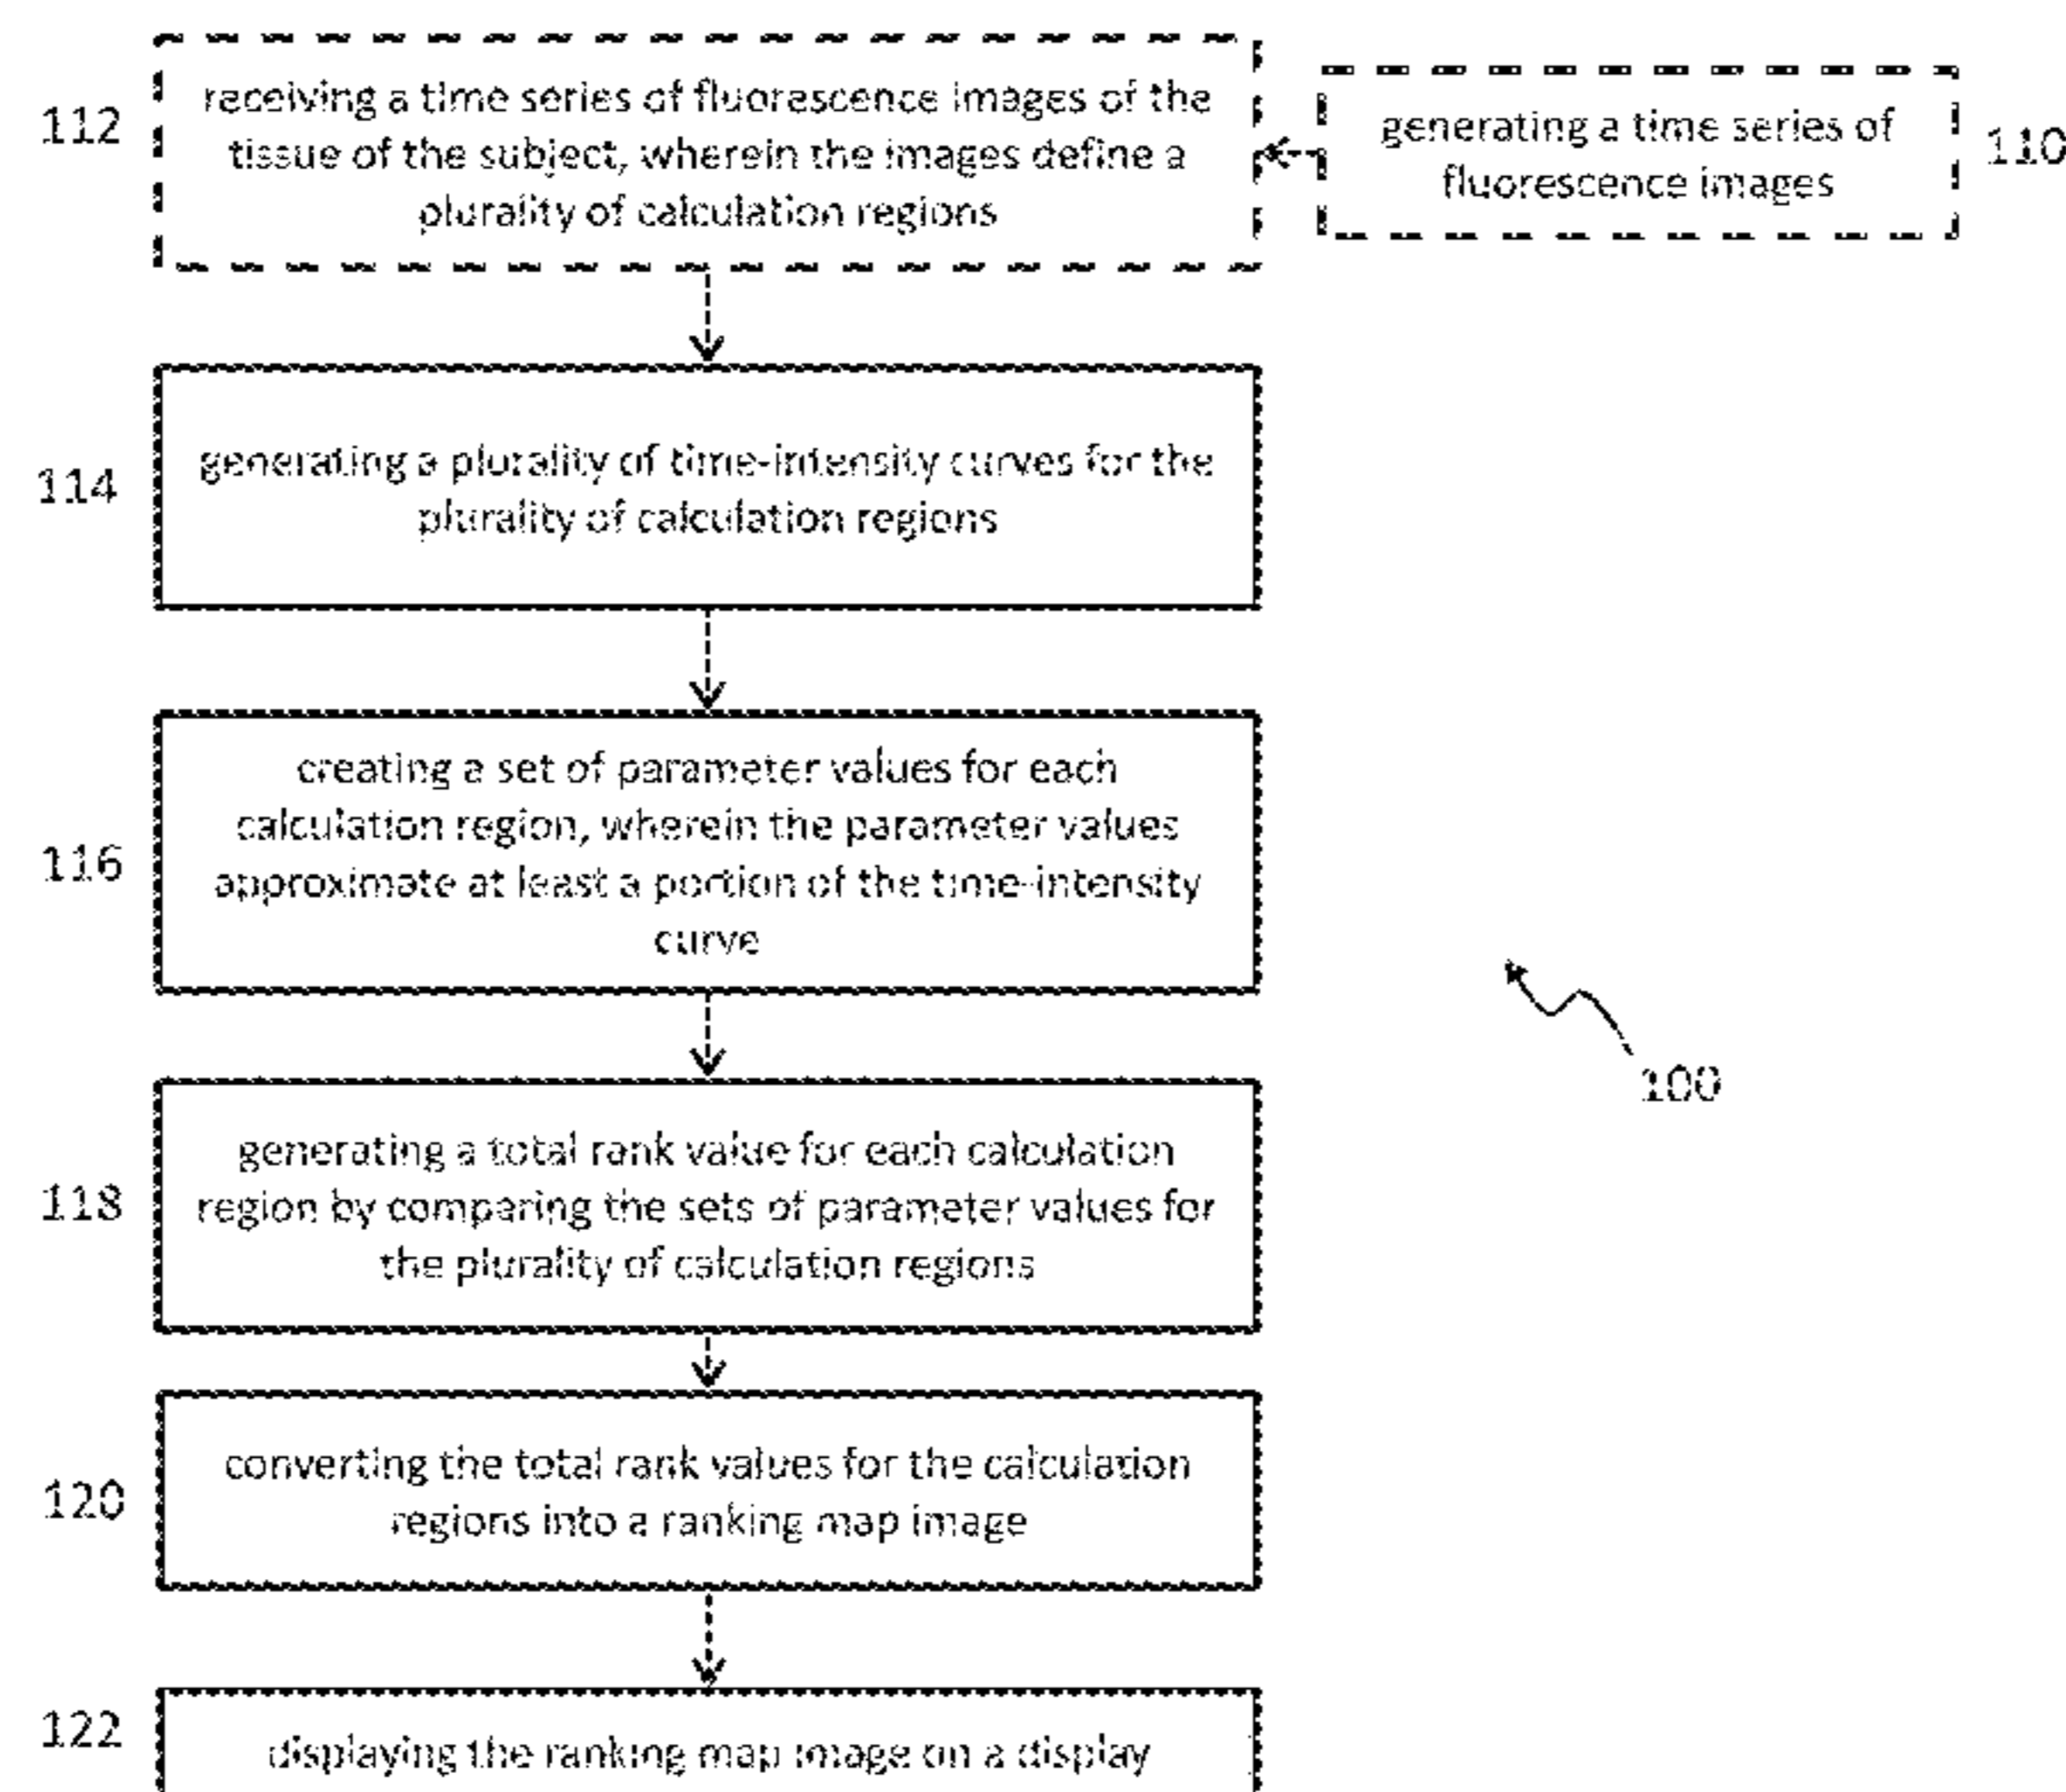 112
receiving a time series of fluorescence images of the
tissue of the subject, wherein the images define a
plurality of calculation regions
generating a time series of
fluorescence images
110
114
generating a plurality of time-intensity curves for the
plurality of calculation regions
116
creating a set of parameter values for each
calculation region, wherein the parameter values
approximate at least a portion of the time-intensity
curve
100
118
generating a total rank value for each calculation
region by comparing the sets of parameter values for
the plurality of calculation regions
120
converting the total rank values for the calculation
regions into a ranking map image
122
displaying the ranking map image on a display